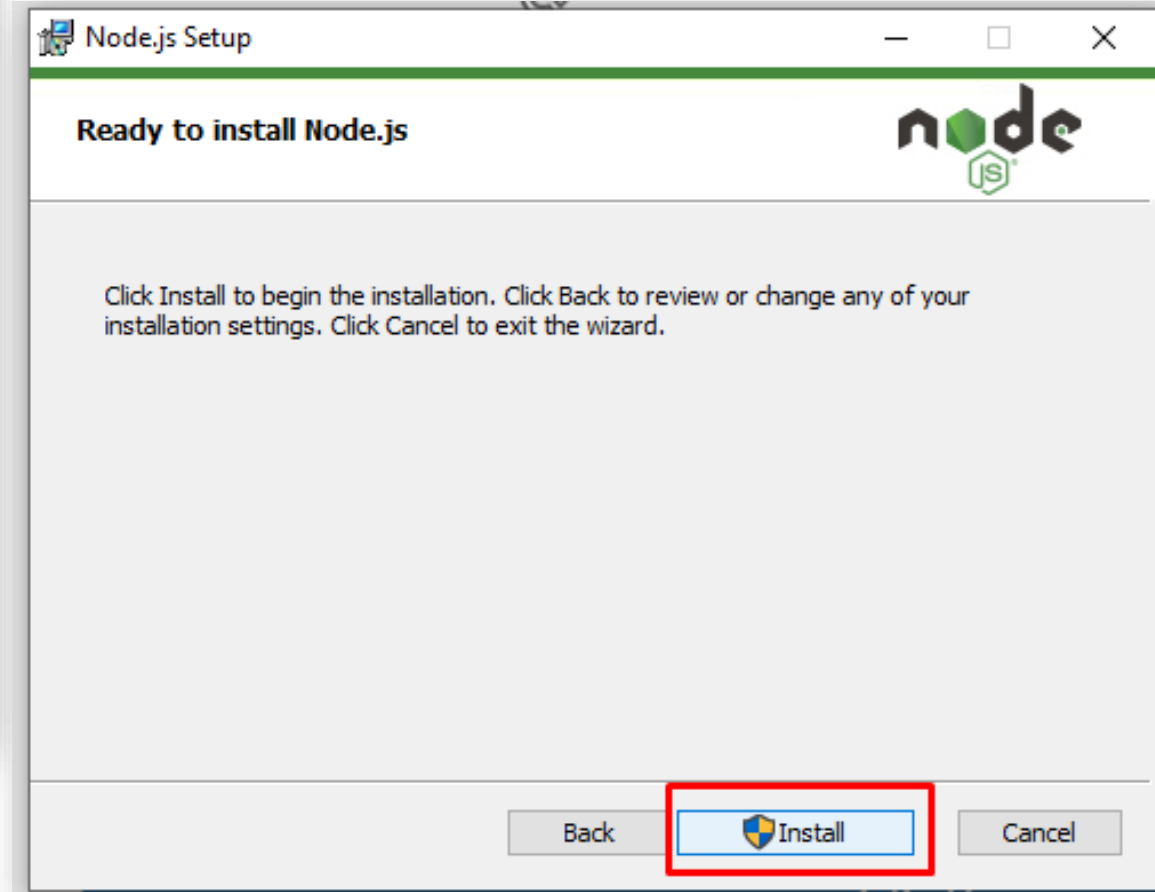 Node.js Setup
Ready to install Node.js
node
JS
Click Install to begin the installation. Click Back to review or change any of your
installation settings. Click Cancel to exit the wizard.
Back Install Cancel